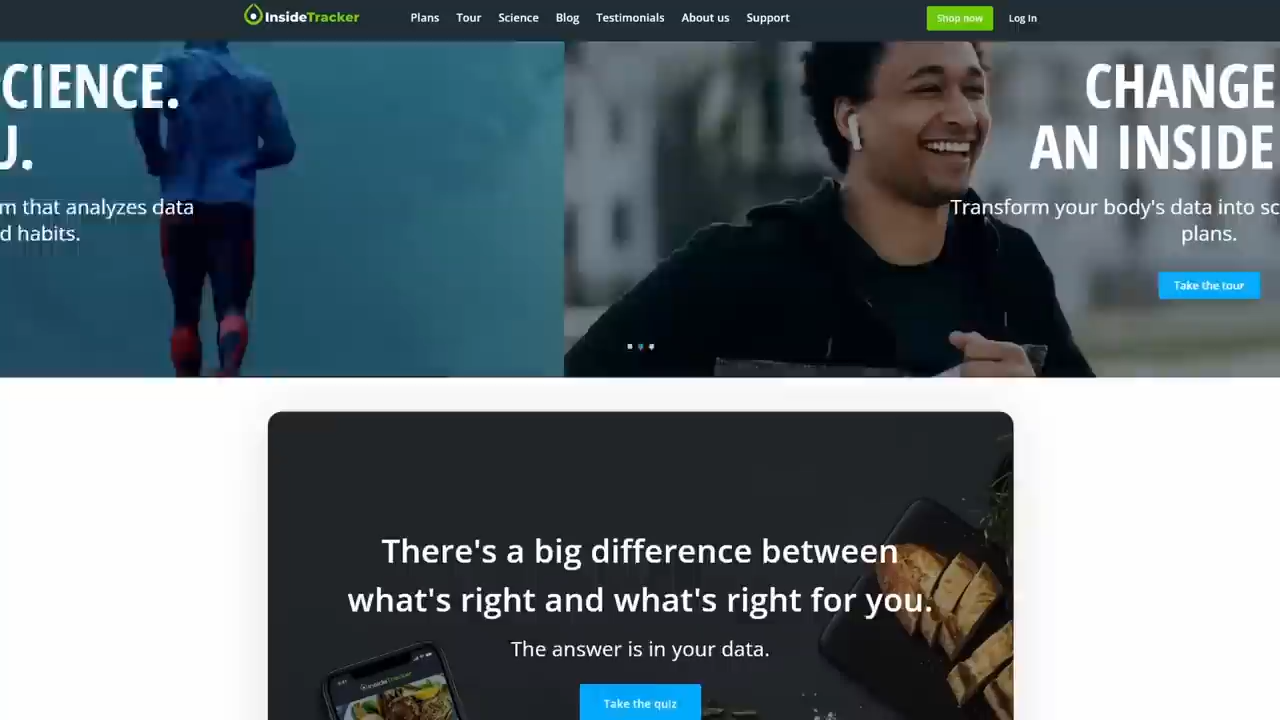 InsideTracker
Plans
Tour
Science
Blog
Testimonials
About us
Support
Shop now
Log In
CIENCE.
U.
m that analyzes data
d habits.
CHANGE
AN INSIDE
Transform your body's data into sc
plans.
Take the tour
There's a big difference between
what's right and what's right for you.
The answer is in your data.
InsideTracker
Take the quiz